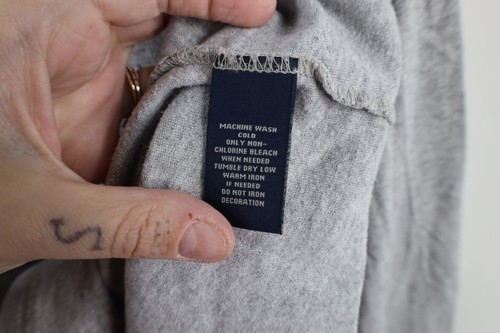 MACHINE WASH
COLD
ONLY NON-
CHLORINE BLEACH
WHEN NEEDED
TUMBLE DRY LOW
WARM IRON
IF NEEDED
DO NOT IRON
DECORATION